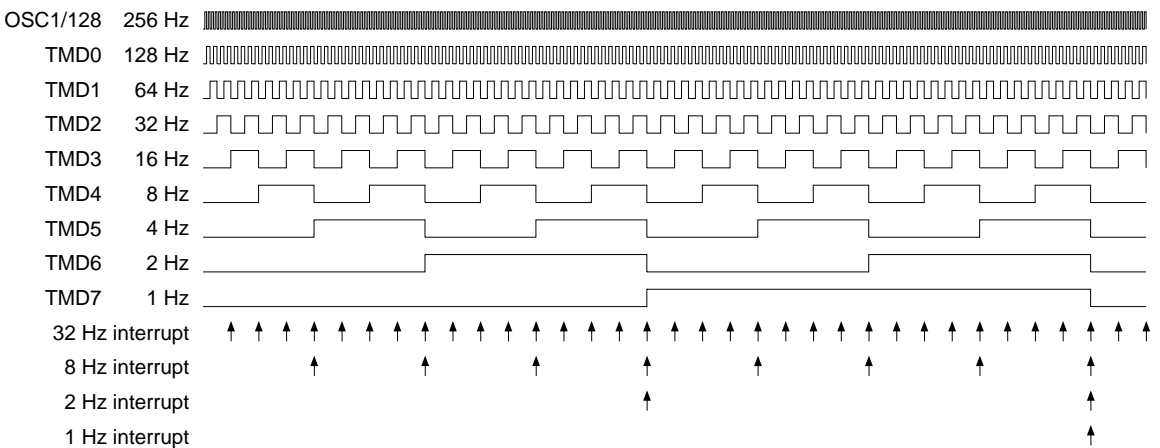 OSC1/128 256 Hz
TMD0 128 Hz
TMD1 64 Hz
TMD2 32 Hz
TMD3 16 Hz
TMD4 8 Hz
TMD5 4 Hz
TMD6 2 Hz
TMD7 1 Hz
32 Hz interrupt
8 Hz interrupt
2 Hz interrupt
1 Hz interrupt